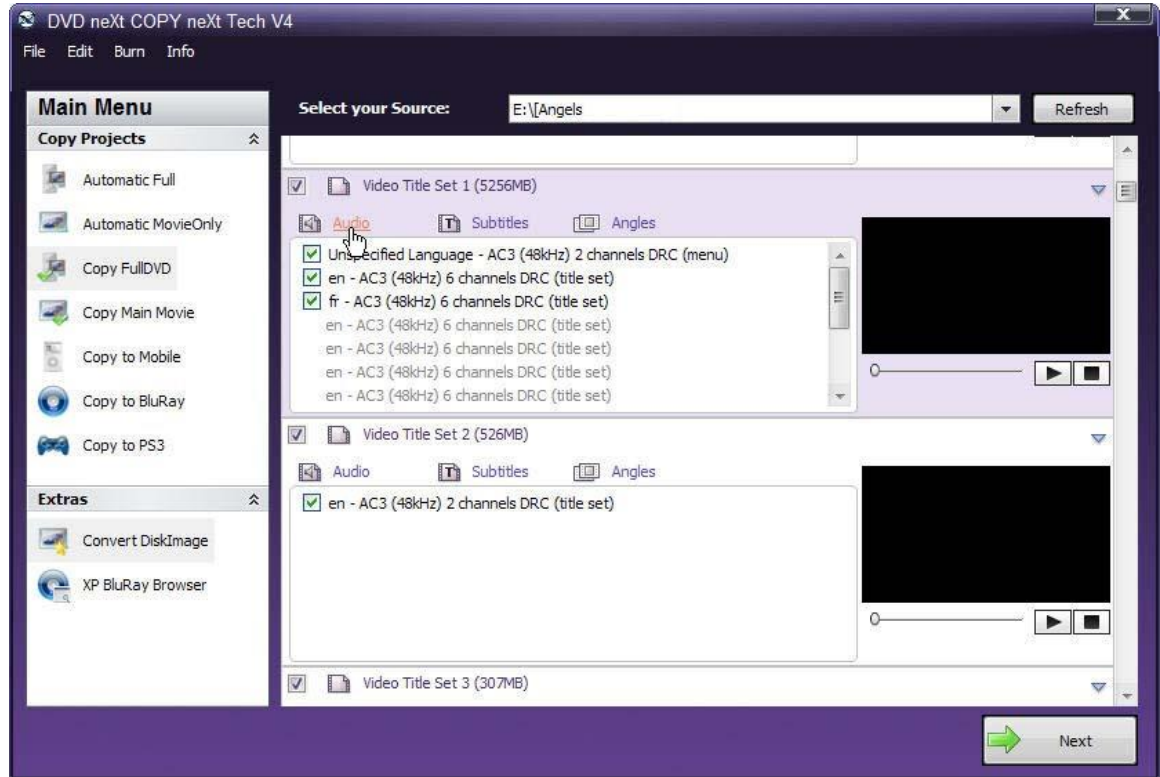 DVD neXt COPY neXt Tech V4
File Edit Burn Info
Main Menu
Select your Source:
E:\[Angels
Refresh
Copy Projects
Automatic Full
Automatic MovieOnly
Copy FullDVD
Copy Main Movie
Copy to Mobile
Copy to BluRay
Copy to PS3
Extras
Convert DiskImage
XP BluRay Browser
Video Title Set 1 (5256MB)
Audio Subtitles Angles
Unspecified Language - AC3 (48kHz) 2 channels DRC (menu)
en - AC3 (48kHz) 6 channels DRC (title set)
fr - AC3 (48kHz) 6 channels DRC (title set)
en - AC3 (48kHz) 6 channels DRC (title set)
en - AC3 (48kHz) 6 channels DRC (title set)
en - AC3 (48kHz) 6 channels DRC (title set)
en - AC3 (48kHz) 6 channels DRC (title set)
Video Title Set 2 (526MB)
Audio Subtitles Angles
en - AC3 (48kHz) 2 channels DRC (title set)
Video Title Set 3 (307MB)
Next